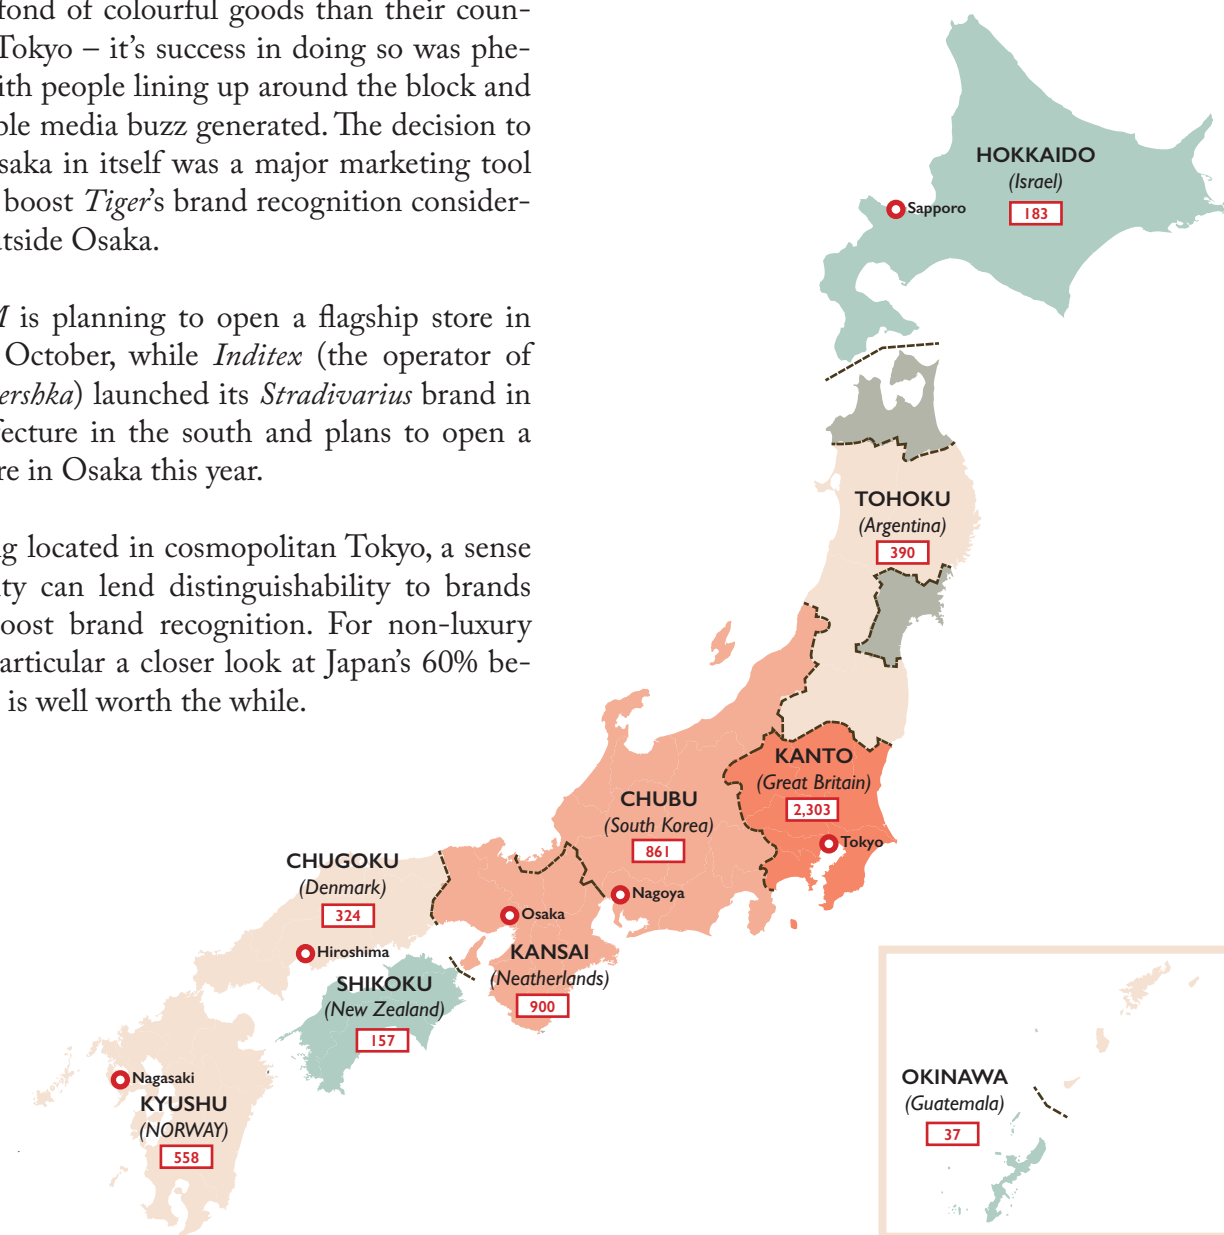 fond of colourful goods than their coun-
Tokyo – it's success in doing so was phe-
ith people lining up around the block and
ble media buzz generated. The decision to
saka in itself was a major marketing tool
boost Tiger's brand recognition consider-
tside Osaka.
M is planning to open a flagship store in
October, while Inditex (the operator of
ershka) launched its Stradivarius brand in
fecture in the south and plans to open a
re in Osaka this year.
g located in cosmopolitan Tokyo, a sense
ty can lend distinguishability to brands
oost brand recognition. For non-luxury
articular a closer look at Japan's 60% be-
is well worth the while.
HOKKAIDO
(Israel)
183
Sapporo
TOHOKU
(Argentina)
390
KANTO
(Great Britain)
2,303
Tokyo
CHUBU
(South Korea)
861
Nagoya
CHUGOKU
(Denmark)
324
Hiroshima
Osaka
KANSAI
(Neatherlands)
900
SHIKOKU
(New Zealand)
157
Nagasaki
KYUSHU
(NORWAY)
558
OKINAWA
(Guatemala)
37